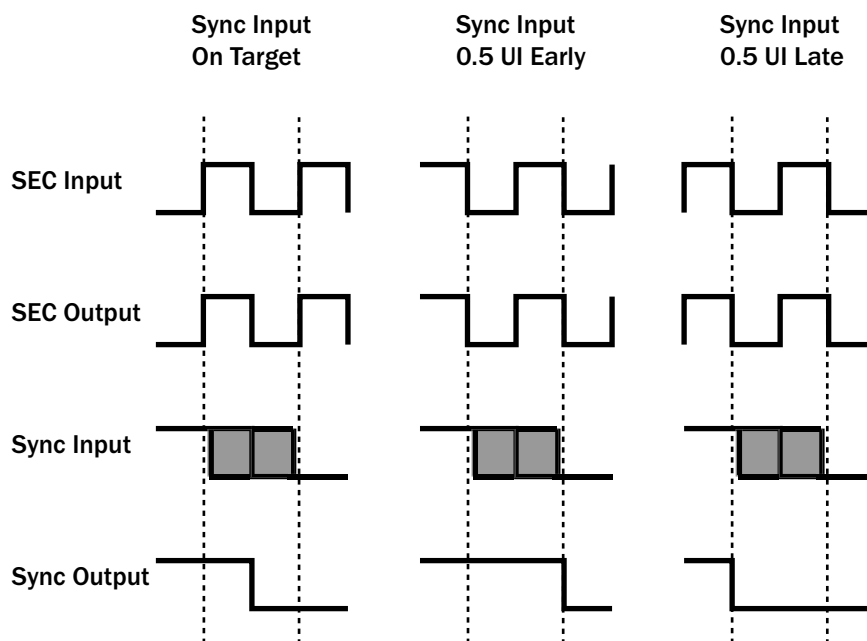 Sync Input
On Target
Sync Input
0.5 UI Early
Sync Input
0.5 UI Late
SEC Input
SEC Output
Sync Input
Sync Output